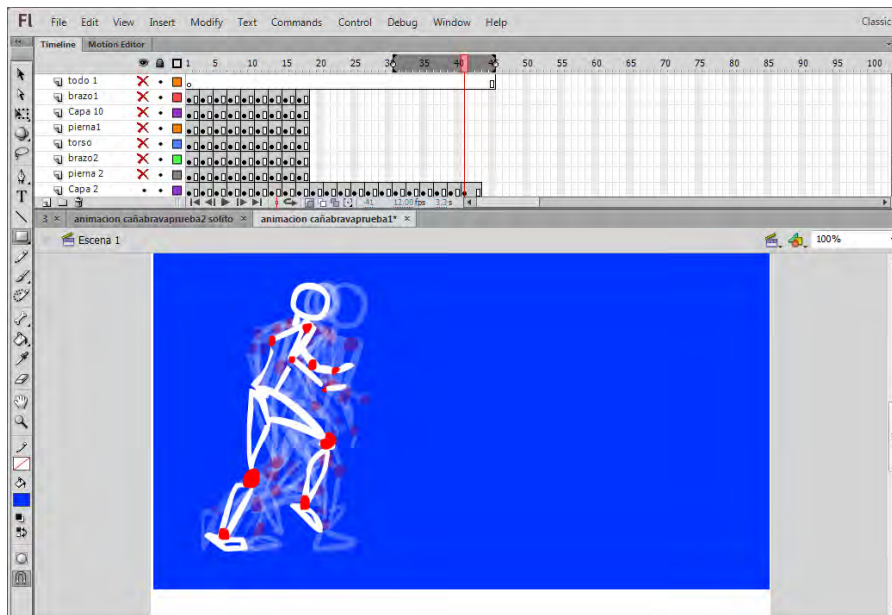 Fl File Edit View Insert Modify Text Commands Control Debug Window Help Classic
Timeline Motion Editor
1 5 10 15 20 25 30 35 40 45 50 55 60 65 70 75 80 85 90 95 100
todo 1
brazo1
Capa 10
pierna1
torso
brazo2
pierna 2
Capa 2
41 12.00 fps 3.3 s
3 × animacion cañabravaprueba2 solito × animacion cañabravaprueba1* ×
Escena 1 100%
T